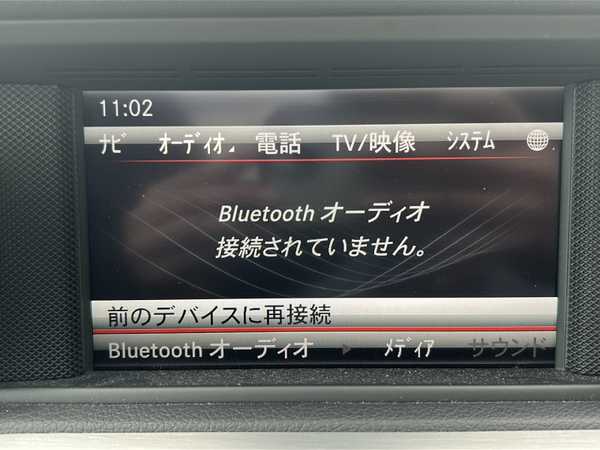 11:02
ナビ オーディオ 電話 TV/映像 システム
Bluetooth オーディオ
接続されていません。
前のデバイスに再接続
Bluetooth オーディオ メディア サウンド